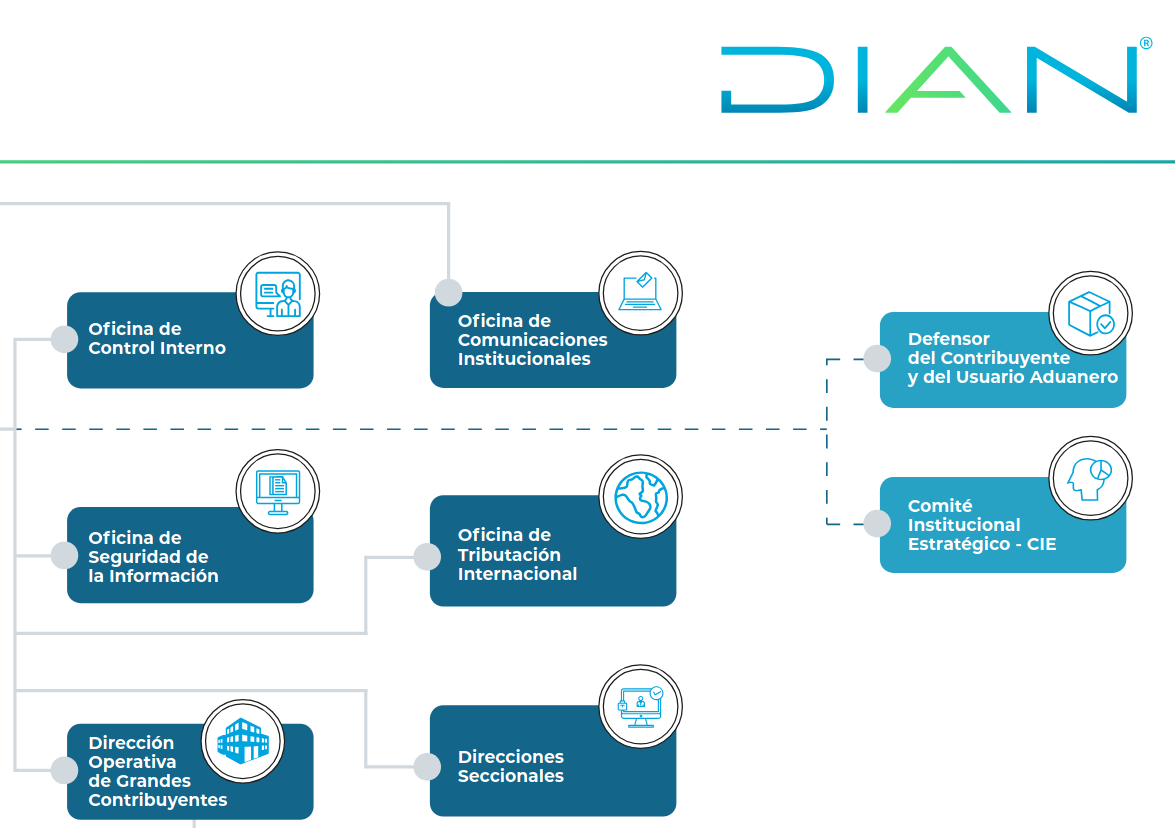 DIAN®
Oficina de
Control Interno
Oficina de
Comunicaciones
Institucionales
Defensor
del Contribuyente
y del Usuario Aduanero
Oficina de
Seguridad de
la Información
Oficina de
Tributación
Internacional
Comité
Institucional
Estratégico - CIE
Dirección
Operativa
de Grandes
Contribuyentes
Direcciones
Seccionales